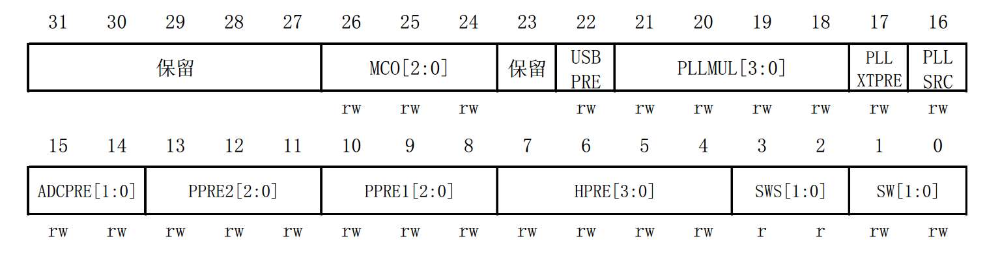 31 30 29 28 27 26 25 24 23 22 21 20 19 18 17 16
保留 MCO[2:0] 保留 USB PRE PLLMUL[3:0] PLL XTPRE PLL SRC
rw rw rw rw rw rw rw rw rw rw
15 14 13 12 11 10 9 8 7 6 5 4 3 2 1 0
ADCPRE[1:0] PPRE2[2:0] PPRE1[2:0] HPRE[3:0] SWS[1:0] SW[1:0]
rw rw rw rw rw rw rw rw rw rw rw rw r r rw rw